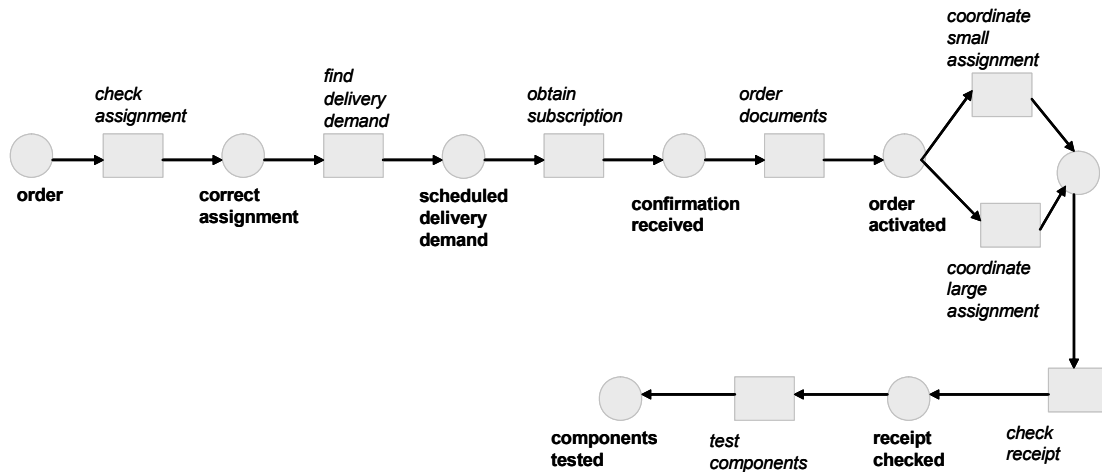 coordinate
small
assignment
find
delivery
demand
check
assignment
obtain
subscription
order
documents
order
correct
assignment
scheduled
delivery
demand
confirmation
received
order
activated
coordinate
large
assignment
components
tested
test
components
receipt
checked
check
receipt